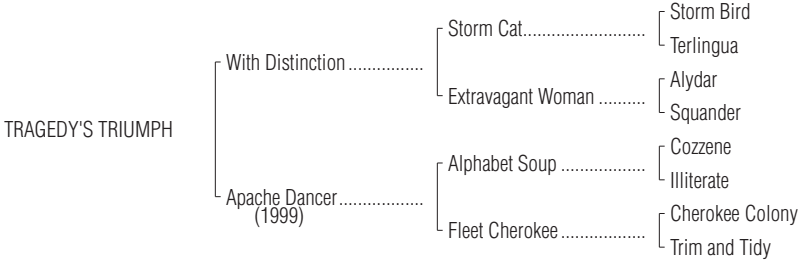 Storm Bird
Storm Cat..........................
Terlingua
With Distinction ................
Alydar
Extravagant Woman ..........
Squander
TRAGEDY'S TRIUMPH
Cozzene
Alphabet Soup ..................
Illiterate
Apache Dancer..................
(1999)
Cherokee Colony
Fleet Cherokee..................
Trim and Tidy